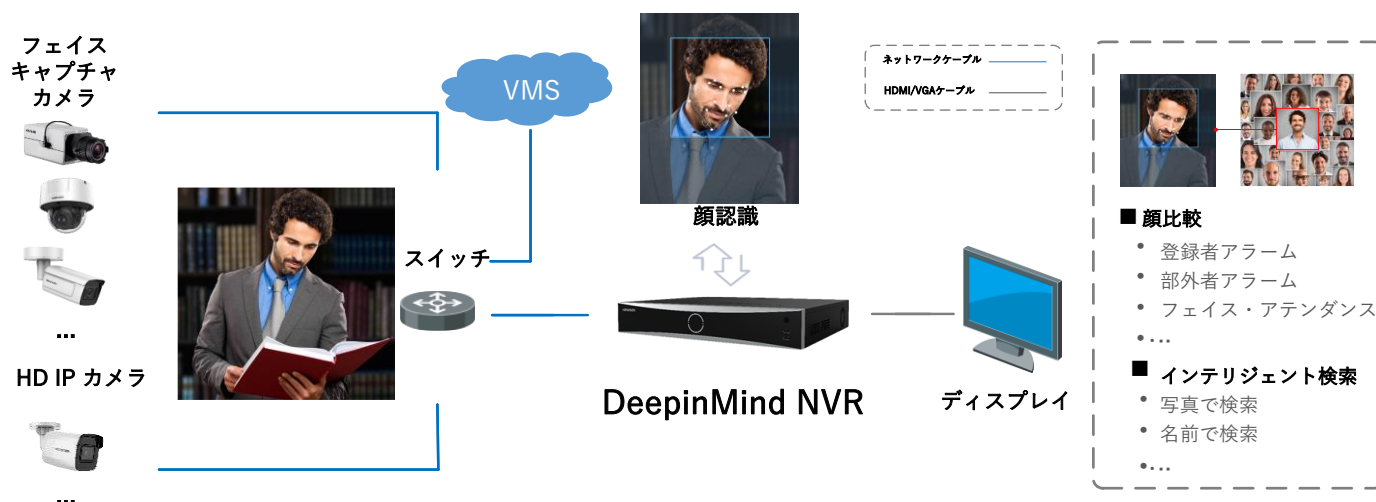 フェイス
キャプチャ
カメラ
...
HD IP カメラ
...
VMS
スイッチ
顔認識
DeepinMind NVR
ディスプレイ
ネットワークケーブル
HDMI/VGAケーブル
■ 顔比較
• 登録者アラーム
• 部外者アラーム
• フェイス・アテンダンス
•...
■ インテリジェント検索
• 写真で検索
• 名前で検索
•...